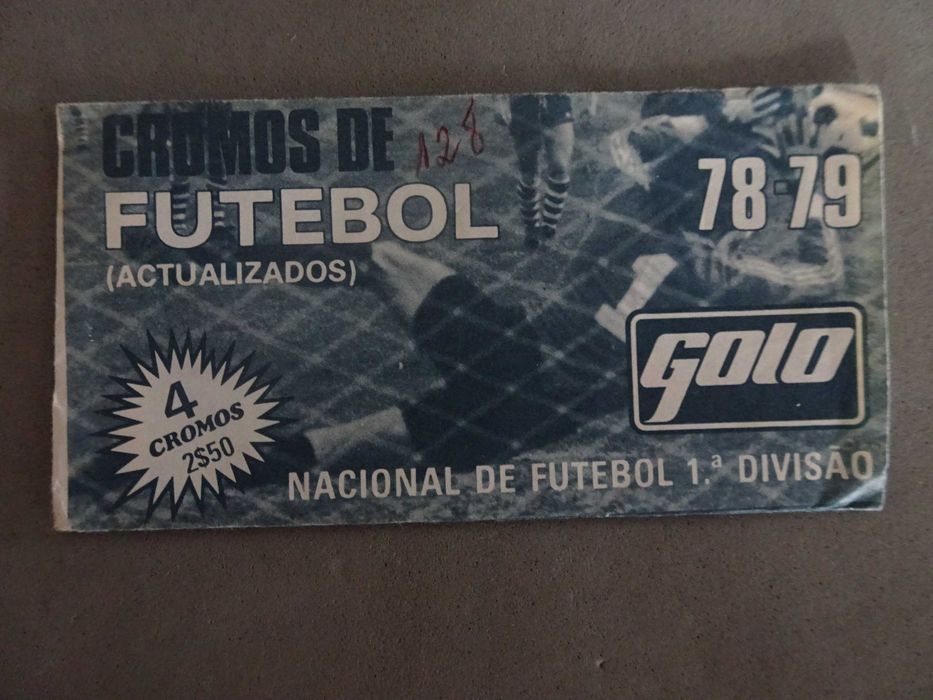 CROMOS DE
128
FUTEBOL
(ACTUALIZADOS)
78-79
4
CROMOS
2$50
Golo
NACIONAL DE FUTEBOL 1.ª DIVISÃO